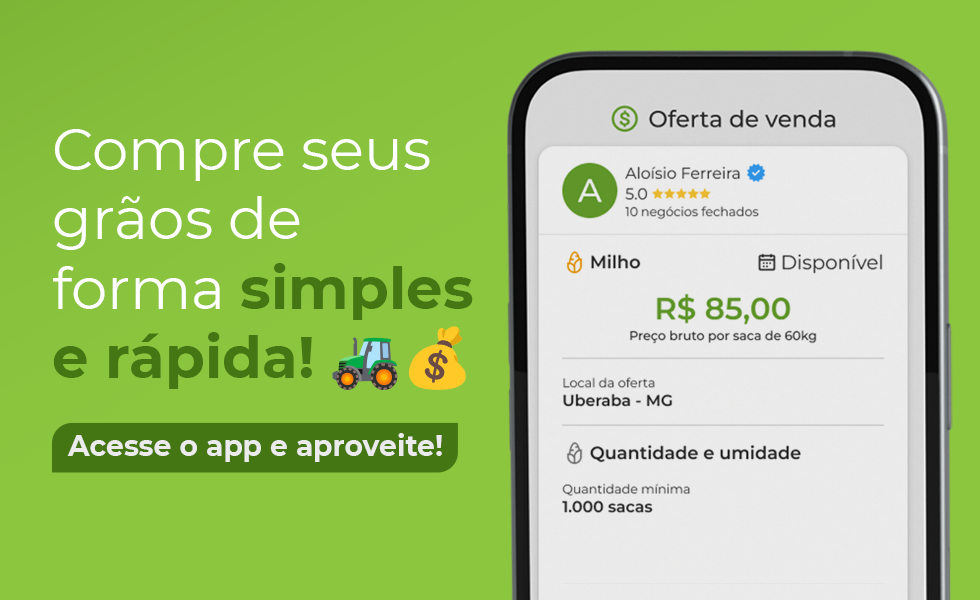 Compre seus
grãos de
forma simples
e rápida!
Acesse o app e aproveite!
Oferta de venda
A
Aloísio Ferreira
5.0
10 negócios fechados
Milho
Disponível
R$ 85,00
Preço bruto por saca de 60kg
Local da oferta
Uberaba - MG
Quantidade e umidade
Quantidade mínima
1.000 sacas